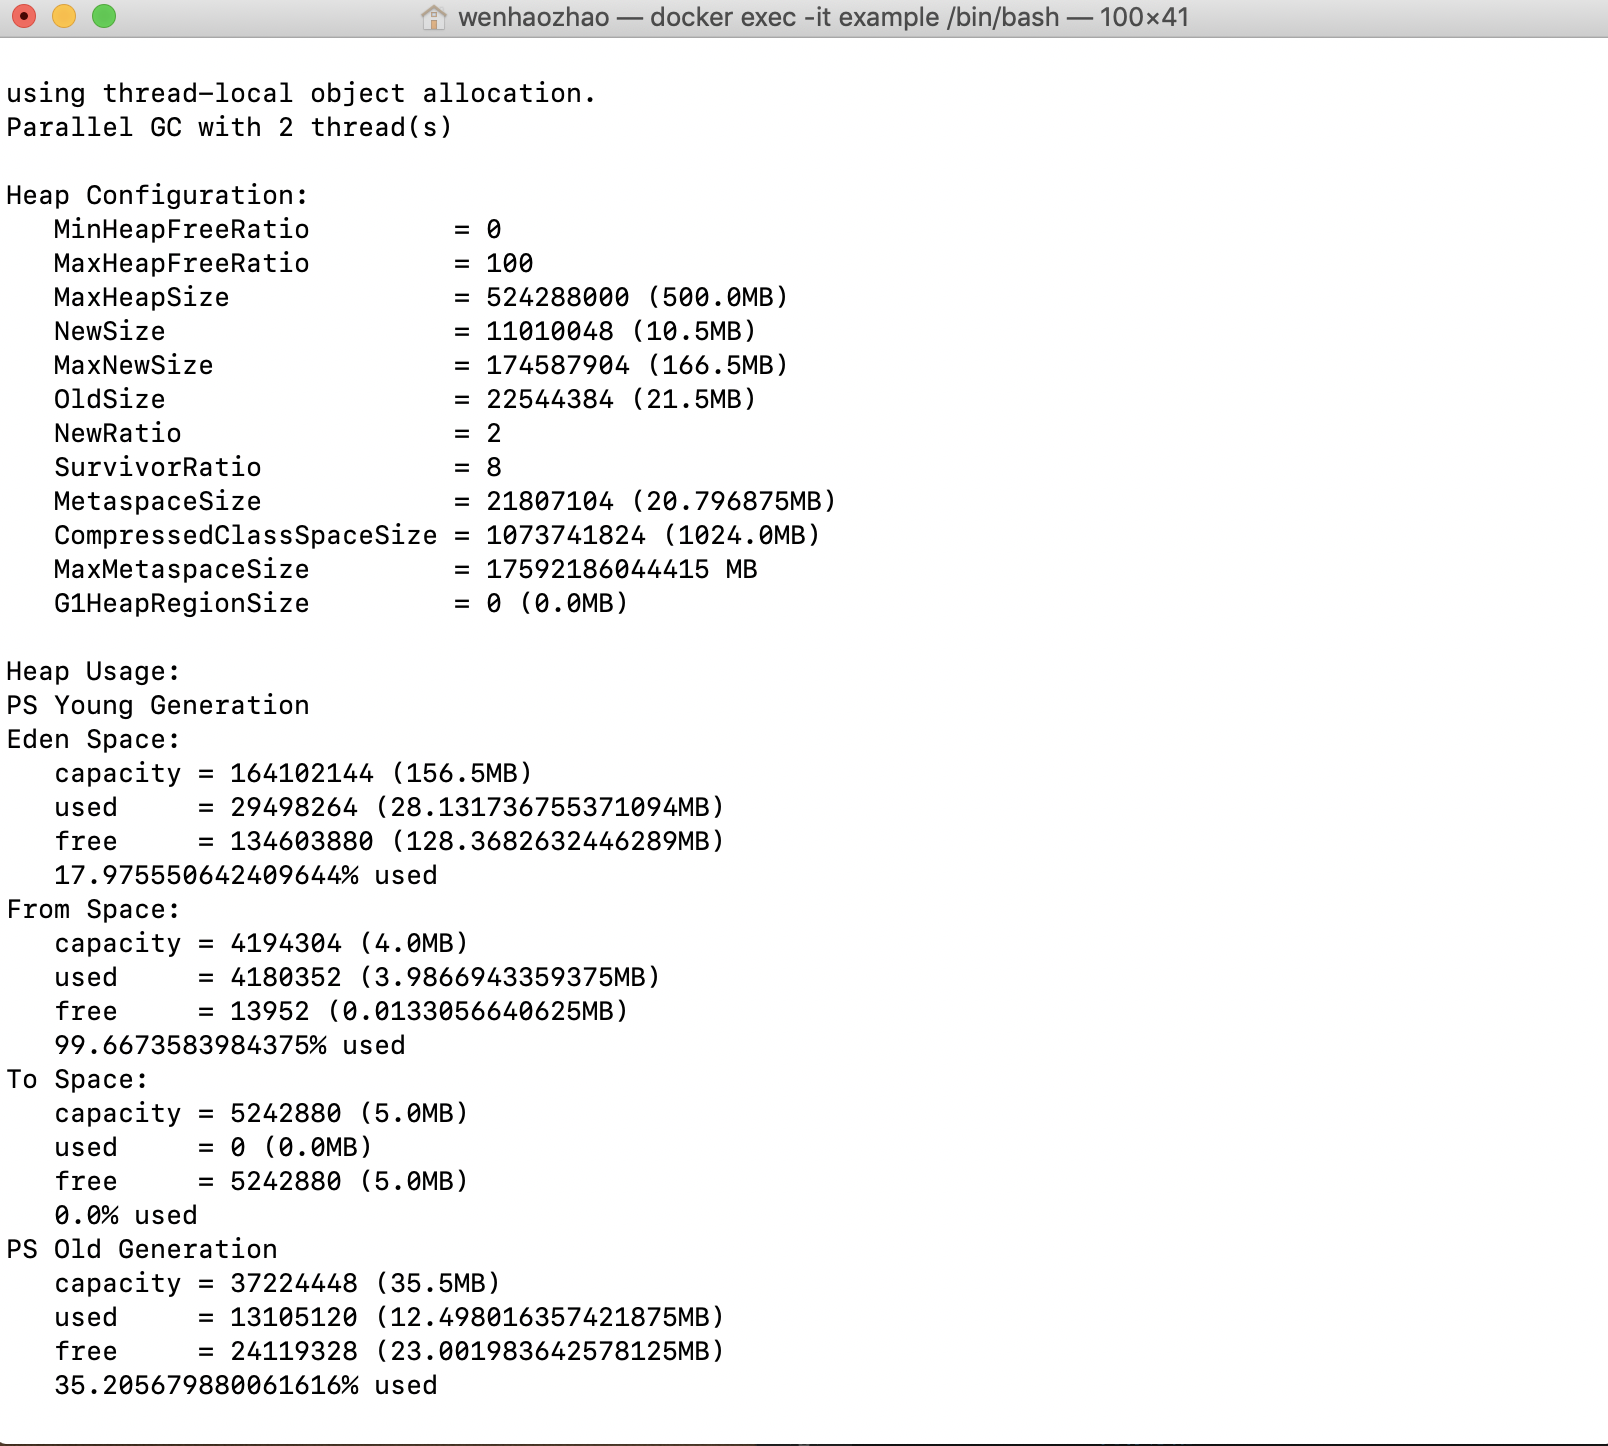 wenhaozhao — docker exec -it example /bin/bash — 100×41
using thread-local object allocation.
Parallel GC with 2 thread(s)
Heap Configuration:
MinHeapFreeRatio = 0
MaxHeapFreeRatio = 100
MaxHeapSize = 524288000 (500.0MB)
NewSize = 11010048 (10.5MB)
MaxNewSize = 174587904 (166.5MB)
OldSize = 22544384 (21.5MB)
NewRatio = 2
SurvivorRatio = 8
MetaspaceSize = 21807104 (20.796875MB)
CompressedClassSpaceSize = 1073741824 (1024.0MB)
MaxMetaspaceSize = 17592186044415 MB
G1HeapRegionSize = 0 (0.0MB)
Heap Usage:
PS Young Generation
Eden Space:
capacity = 164102144 (156.5MB)
used = 29498264 (28.131736755371094MB)
free = 134603880 (128.3682632446289MB)
17.975550642409644% used
From Space:
capacity = 4194304 (4.0MB)
used = 4180352 (3.9866943359375MB)
free = 13952 (0.0133056640625MB)
99.6673583984375% used
To Space:
capacity = 5242880 (5.0MB)
used = 0 (0.0MB)
free = 5242880 (5.0MB)
0.0% used
PS Old Generation
capacity = 37224448 (35.5MB)
used = 13105120 (12.498016357421875MB)
free = 24119328 (23.001983642578125MB)
35.205679880061616% used